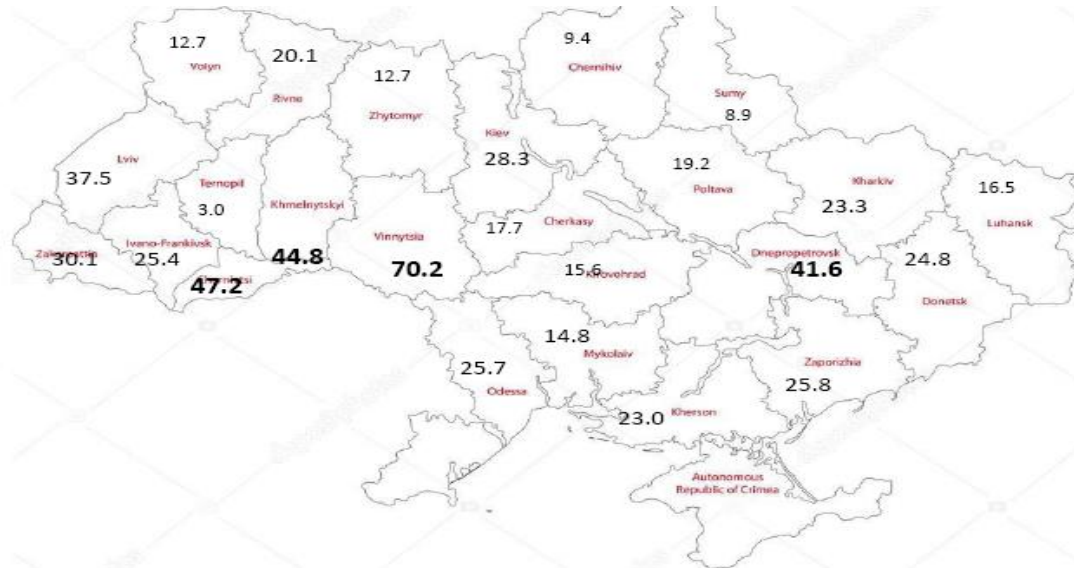 12.7
Volyn
20.1
Rivne
12.7
Zhytomyr
9.4
Chernihiv
Sumy
8.9
Kiev
28.3
Lviv
37.5
Ternopil
3.0
Khmelnytskyi
44.8
19.2
Poltava
Kharkiv
23.3
16.5
Luhansk
30.1
Ivano-Frankivsk
25.4
47.2
Vinnytsia
70.2
17.7
Cherkasy
15.6
Dnepropetrovsk
41.6
24.8
Donetsk
14.8
Mykolaiv
25.7
Odessa
Zaporizhia
25.8
23.0
Kherson
Autonomous
Republic of Crimea